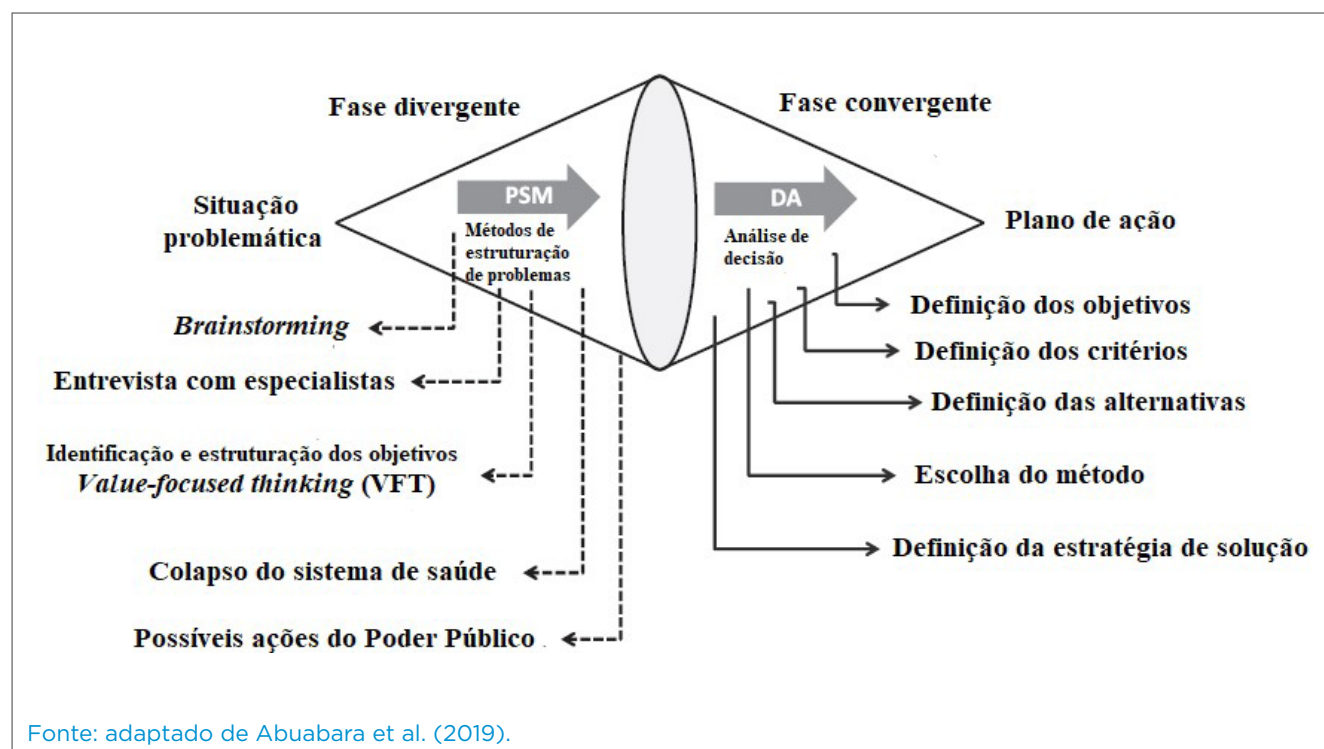 Fase divergente
Fase convergente
Situação
problemática
PSM
Métodos de
estruturação
de problemas
DA
Análise de
decisão
Plano de ação
Brainstorming
Entrevista com especialistas
Identificação e estruturação dos objetivos
Value-focused thinking (VFT)
Colapso do sistema de saúde
Possíveis ações do Poder Público
Definição dos objetivos
Definição dos critérios
Definição das alternativas
Escolha do método
Definição da estratégia de solução
Fonte: adaptado de Abuabara et al. (2019).